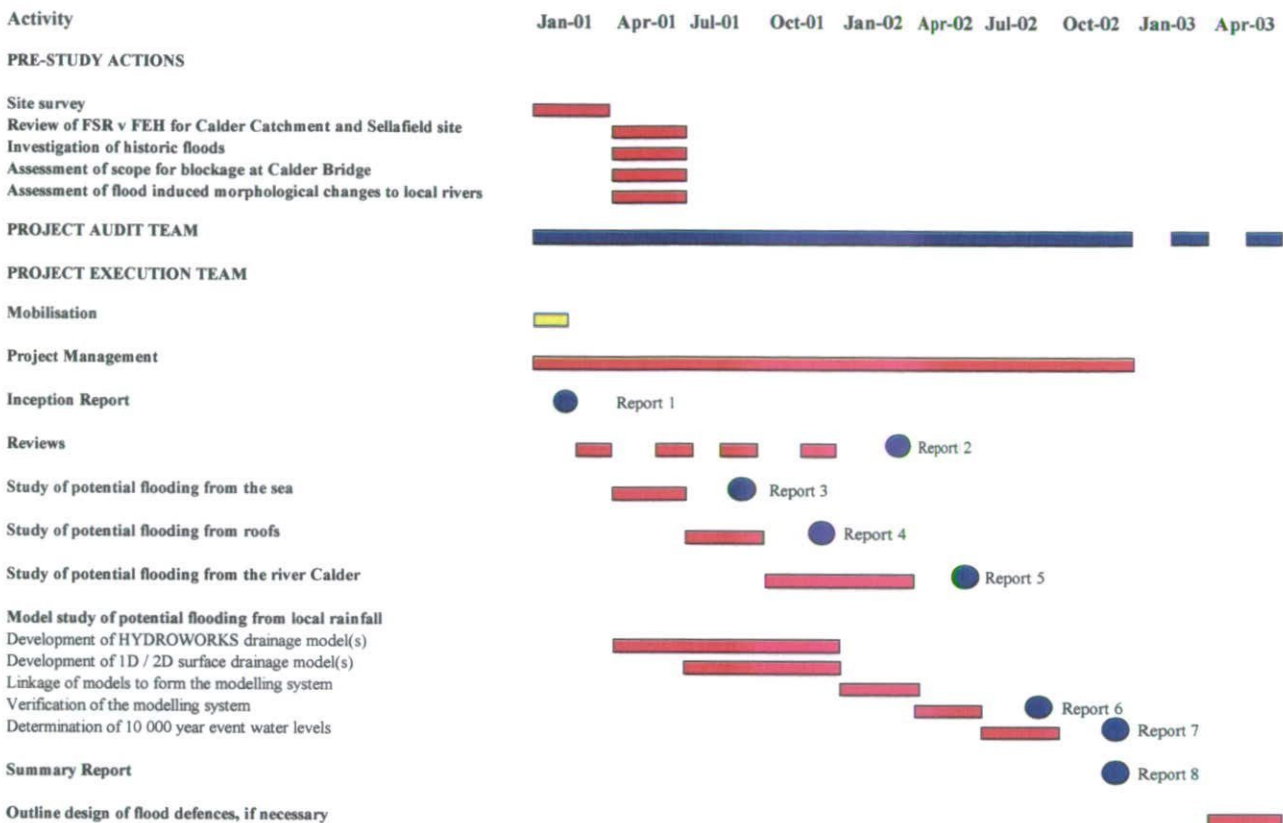 Activity Jan-01 Apr-01 Jul-01 Oct-01 Jan-02 Apr-02 Jul-02 Oct-02 Jan-03 Apr-03
PRE-STUDY ACTIONS
Site survey
Review of FSR v FEH for Calder Catchment and Sellafield site
Investigation of historic floods
Assessment of scope for blockage at Calder Bridge
Assessment of flood induced morphological changes to local rivers
PROJECT AUDIT TEAM
PROJECT EXECUTION TEAM
Mobilisation
Project Management
Inception Report Report 1
Reviews Report 2
Study of potential flooding from the sea Report 3
Study of potential flooding from roofs Report 4
Study of potential flooding from the river Calder Report 5
Model study of potential flooding from local rainfall
Development of HYDROWORKS drainage model(s)
Development of 1D / 2D surface drainage model(s)
Linkage of models to form the modelling system
Verification of the modelling system Report 6
Determination of 10 000 year event water levels Report 7
Summary Report Report 8
Outline design of flood defences, if necessary